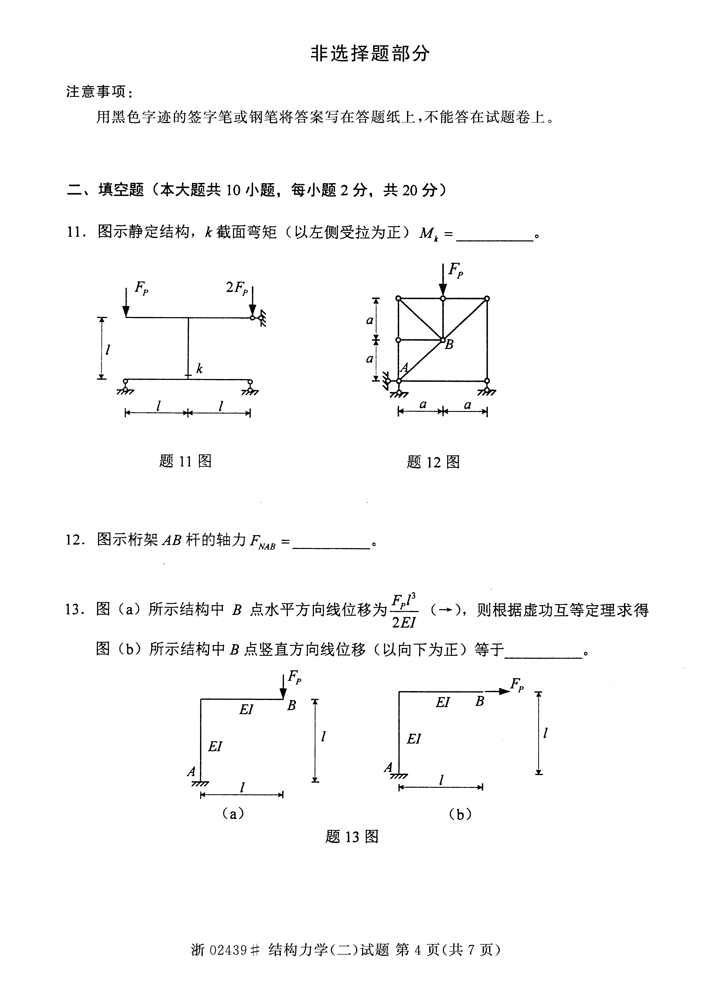 非选择题部分
注意事项:
用黑色字迹的签字笔或钢笔将答案写在答题纸上,不能答在试题卷上。
二、填空题（本大题共 10 小题，每小题 2 分，共 20 分）
11. 图示静定结构，k 截面弯矩（以左侧受拉为正）M_k = ________。
F_P 2F_P
l
k
l l
题 11 图
F_P
a
B
a
A
a a
题 12 图
12. 图示桁架 AB 杆的轴力 F_{NAB} = ________。
13. 图（a）所示结构中 B 点水平方向线位移为 \frac{F_P l^3}{2EI}（→），则根据虚功互等定理求得
图（b）所示结构中 B 点竖直方向线位移（以向下为正）等于________。
F_P
EI B
l
EI
A
l
（a）
F_P
EI B
EI l
A
l
（b）
题 13 图
浙 02439# 结构力学(二)试题 第 4 页(共 7 页)